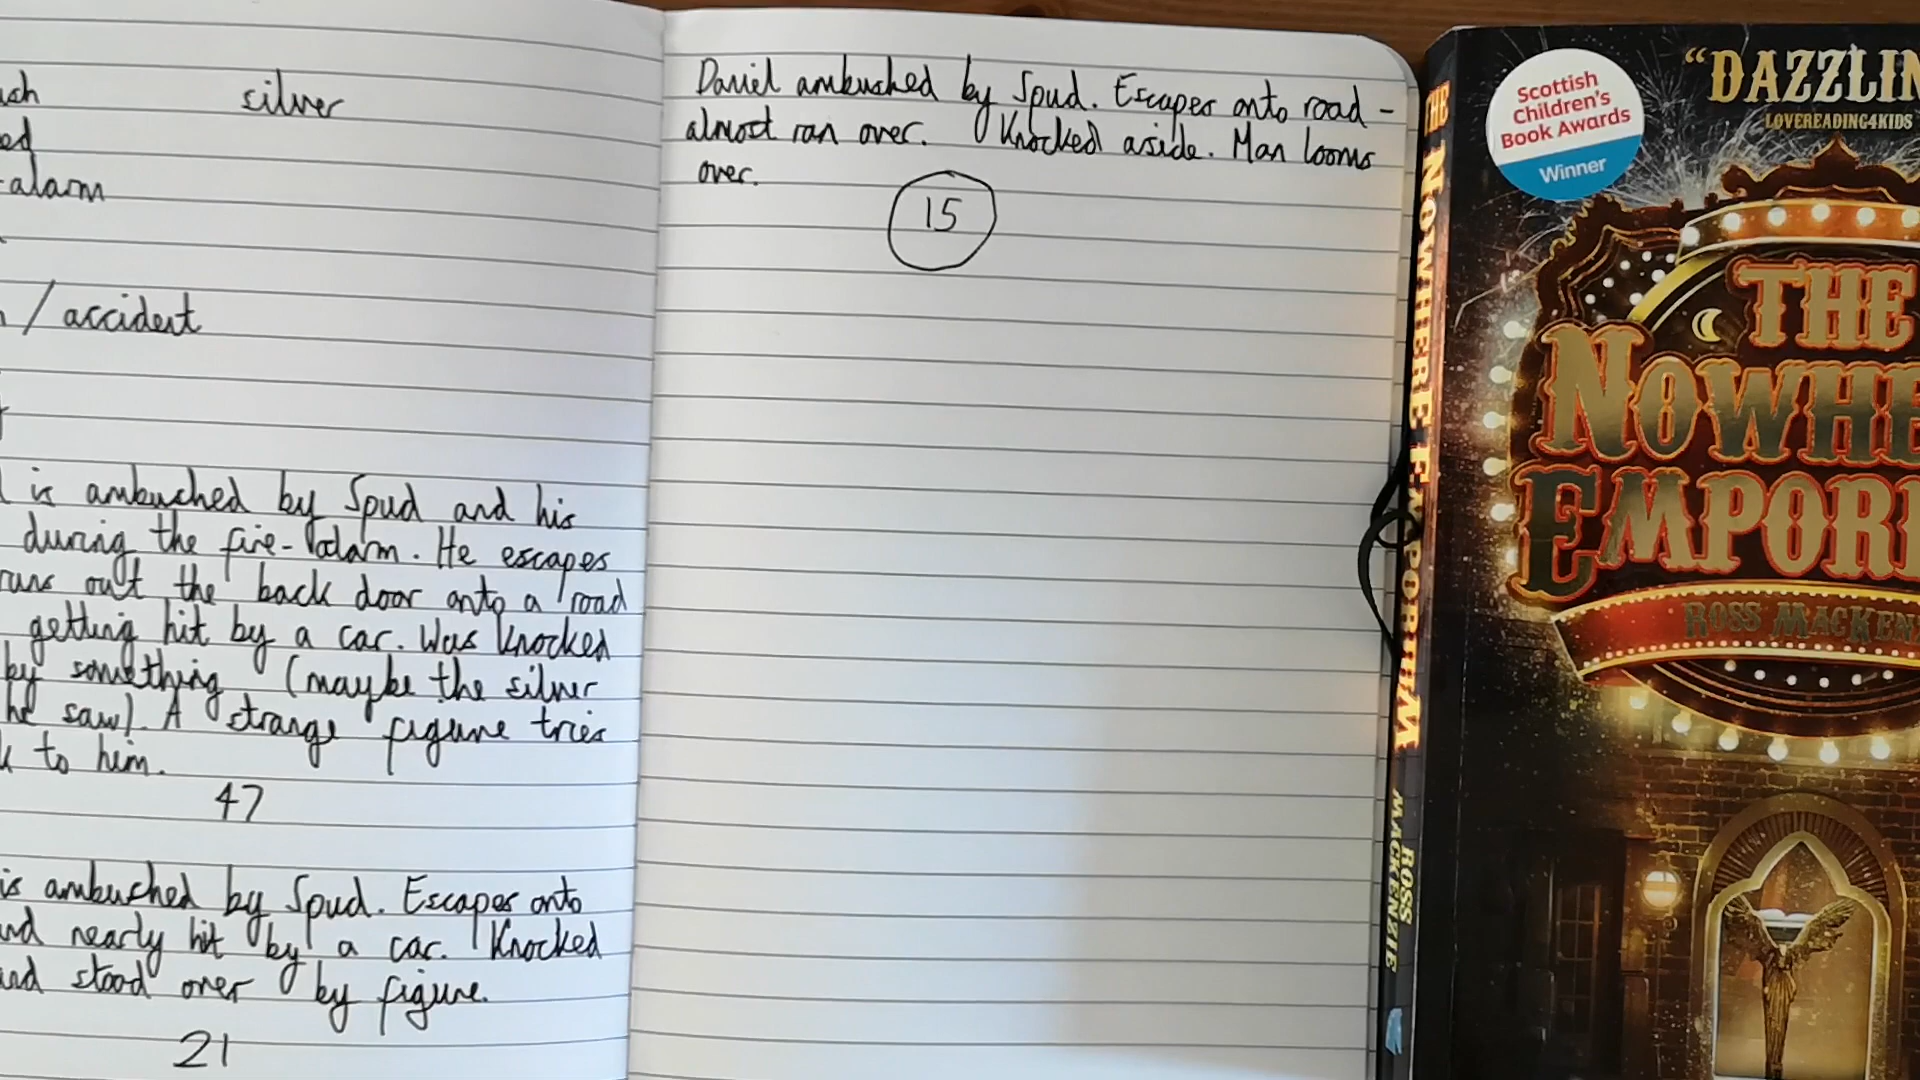 silver
alarm
/ accident
is ambushed by Spud and his
during the fire-alarm. He escapes
runs out the back door onto a road
getting hit by a car. Was knocked
by something (maybe the silver
he saw). A strange figure tries
to him.
47
is ambushed by Spud. Escapes onto
and nearly hit by a car. Knocked
and stood over by figure.
21
Daniel ambushed by Spud. Escapes onto road -
almost ran over. Knocked aside. Man looms
over.
15
THE NOWHERE EMPORIUM ROSS MACKENZIE
Scottish
Children's
Book Awards
Winner
"DAZZLIN
LOVEREADING4KIDS
THE
NOWHE
EMPORI
ROSS MACKEN